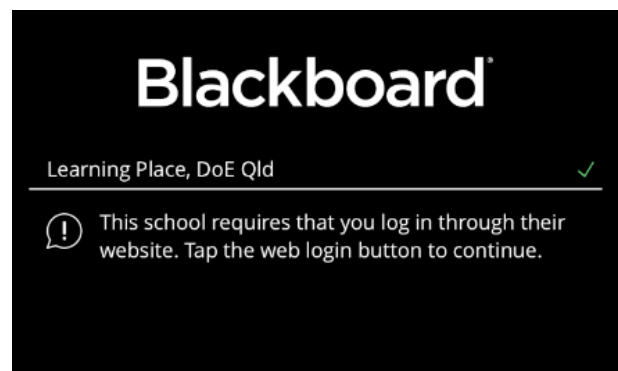 Blackboard®
Learning Place, DoE Qld
This school requires that you log in through their
website. Tap the web login button to continue.